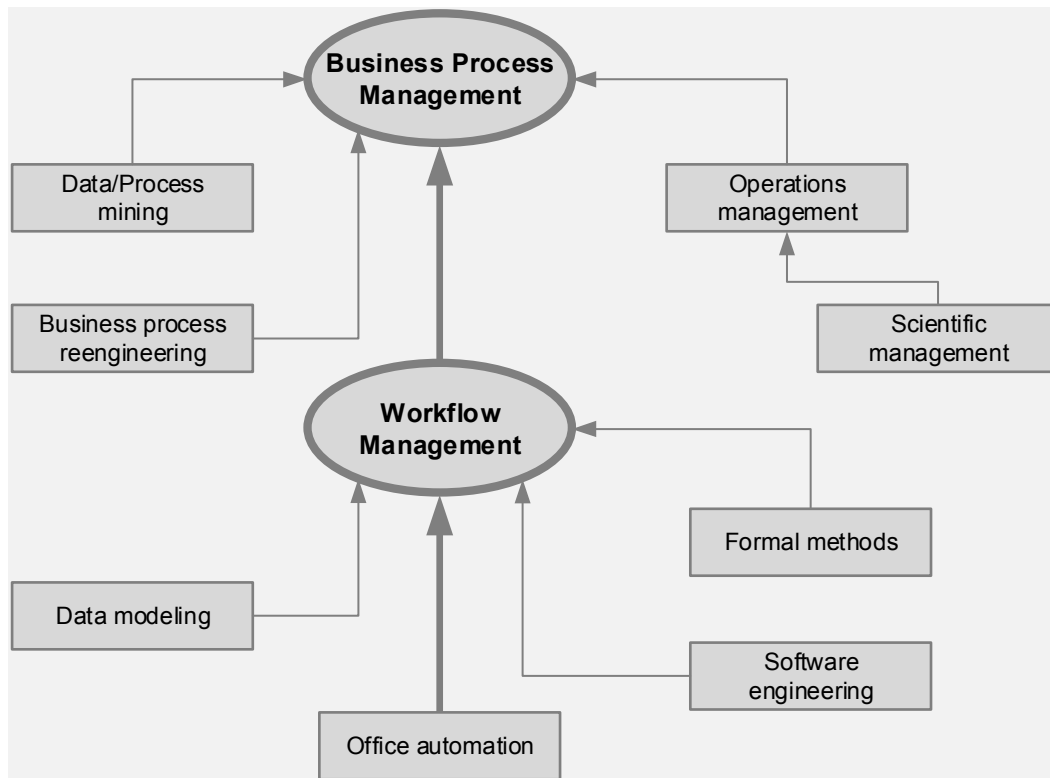 Business Process
Management
Data/Process
mining
Operations
management
Business process
reengineering
Scientific
management
Workflow
Management
Formal methods
Data modeling
Software
engineering
Office automation